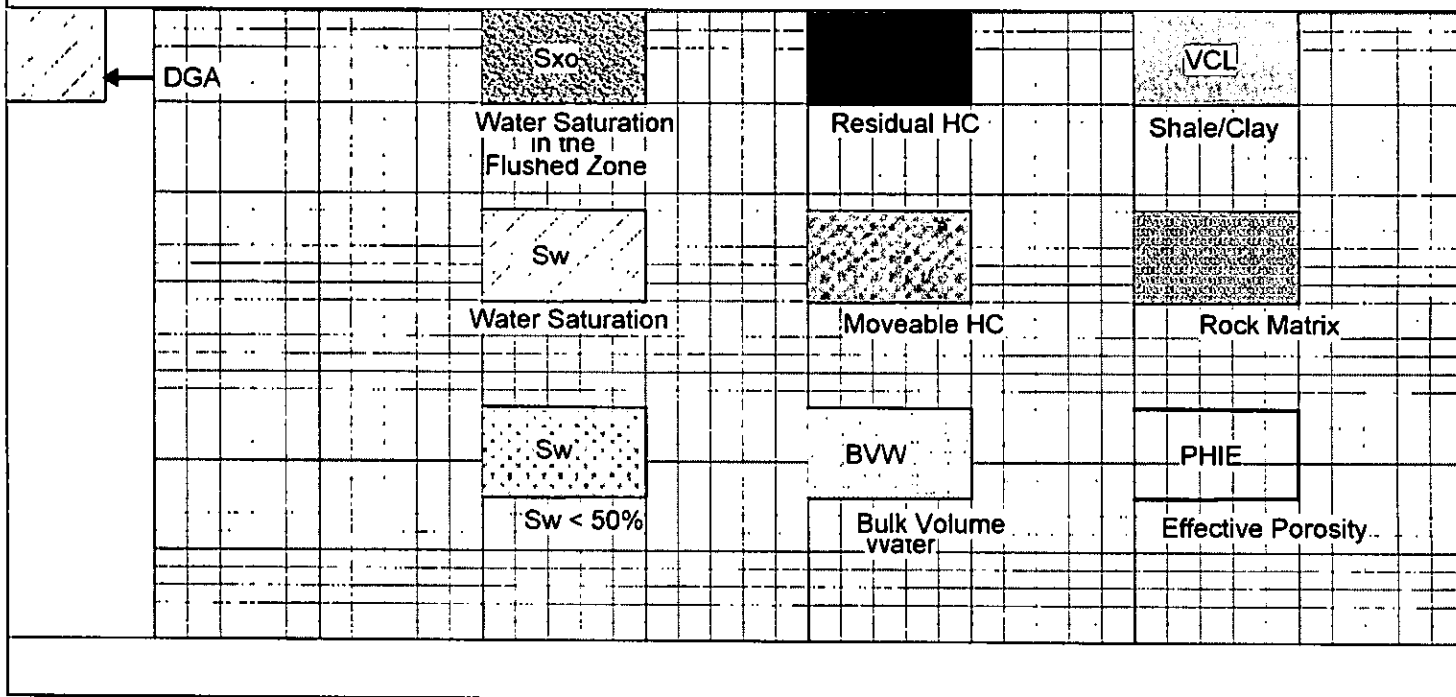 DGA
Sxo
VCL
Water Saturation
in the
Flushed Zone
Residual HC
Shale/Clay
Sw
Water Saturation
Moveable HC
Rock Matrix
Sw
BVW
PHIE
Sw < 50%
Bulk Volume
Water
Effective Porosity